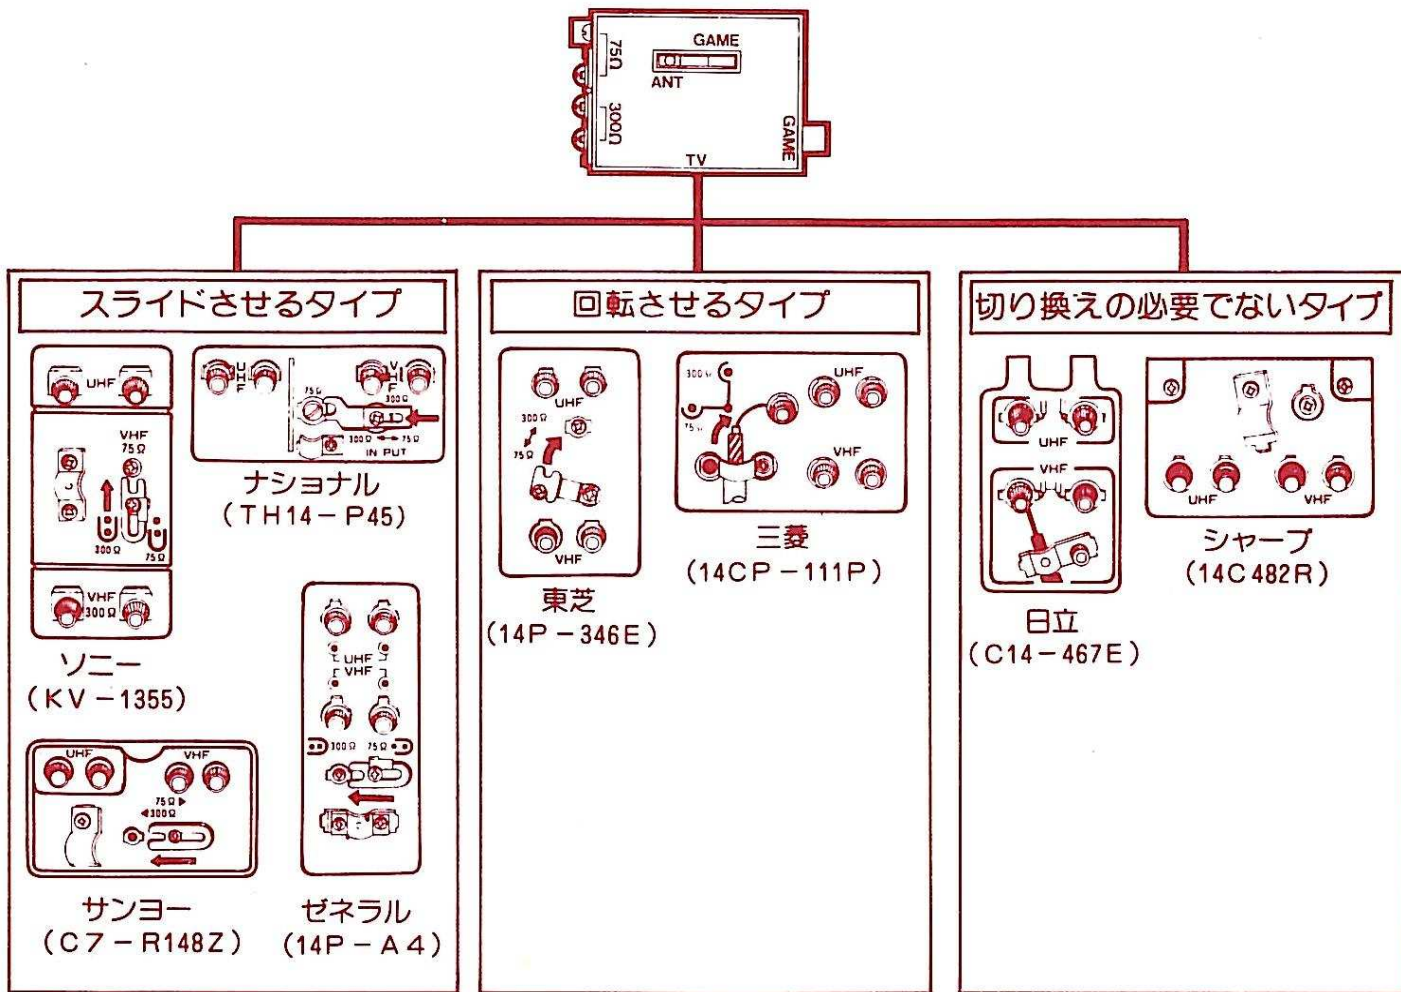 GAME
ANT
75Ω
300Ω
GAME
TV
スライドさせるタイプ
UHF
VHF
75Ω
300Ω
75Ω
VHF
300Ω
ソニー
(KV-1355)
UHF
VHF
75Ω
300Ω
300Ω ↔ 75Ω
IN PUT
ナショナル
(TH14-P45)
UHF
VHF
75Ω▶
◀300Ω
サンヨー
(C7-R148Z)
UHF
VHF
300Ω 75Ω
ゼネラル
(14P-A4)
回転させるタイプ
UHF
300Ω
75Ω
VHF
東芝
(14P-346E)
300Ω
75Ω
UHF
VHF
三菱
(14CP-111P)
切り換えの必要でないタイプ
UHF
VHF
日立
(C14-467E)
UHF VHF
シャープ
(14C482R)